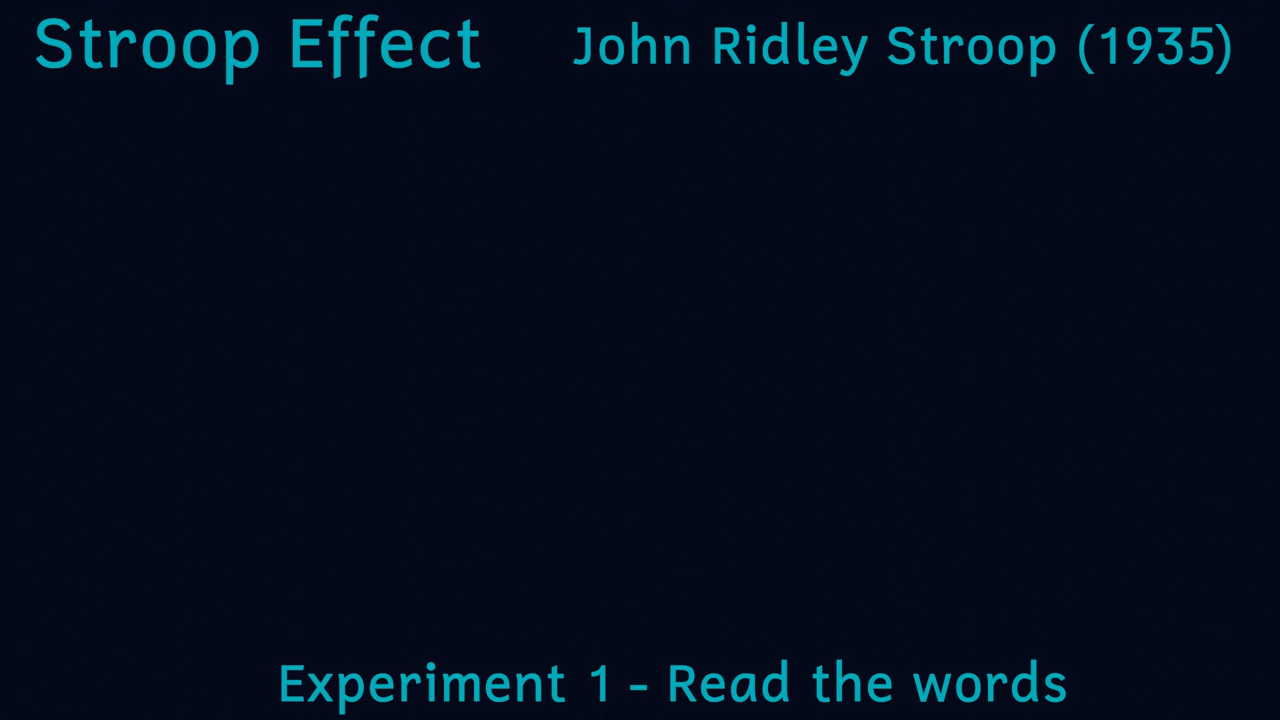 Stroop Effect John Ridley Stroop (1935)
Experiment 1 - Read the words